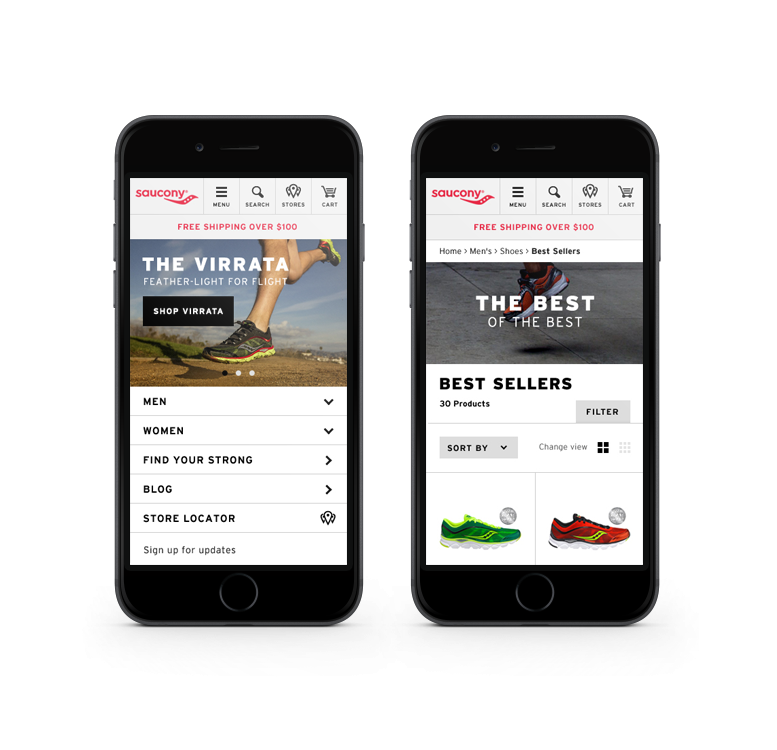 saucony®
MENU
SEARCH
STORES
CART
FREE SHIPPING OVER $100
THE VIRRATA
FEATHER-LIGHT FOR FLIGHT
SHOP VIRRATA
MEN
WOMEN
FIND YOUR STRONG
BLOG
STORE LOCATOR
Sign up for updates
saucony®
MENU
SEARCH
STORES
CART
FREE SHIPPING OVER $100
Home > Men's > Shoes > Best Sellers
THE BEST
OF THE BEST
BEST SELLERS
30 Products
FILTER
SORT BY
Change view